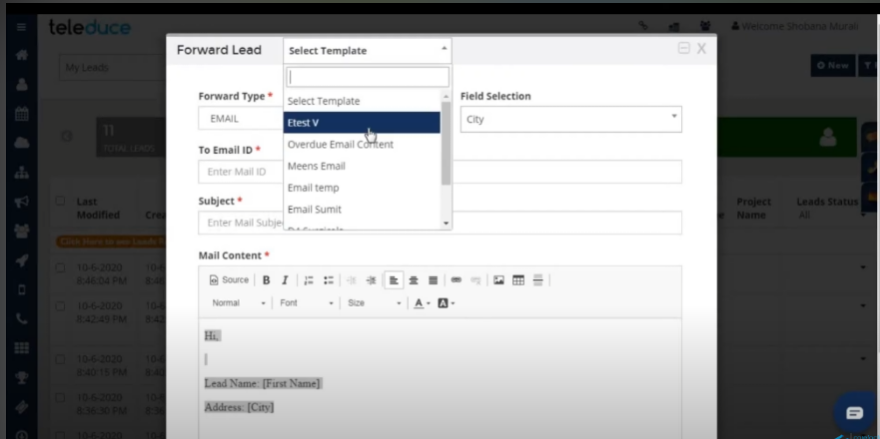 teleduce
Welcome Shobana Murali
Forward Lead
Select Template
X
My Leads
New
Forward Type *
Select Template
Field Selection
EMAIL
Etest V
City
11
TOTAL LEADS
Overdue Email Content
To Email ID *
Enter Mail ID
Meens Email
Email temp
Last
Modified
Subject *
Email Sumit
Project
Name
Leads Status
All
Enter Mail Subje
Click Here to see Leads
Mail Content *
10-6-2020
8:46:04 PM
Source
B
I
Normal
Font
Size
A
A
10-6-2020
8:42:49 PM
Hi,
10-6-2020
8:40:15 PM
Lead Name: [First Name]
Address: [City]
10-6-2020
8:36:30 PM
10-6-2020